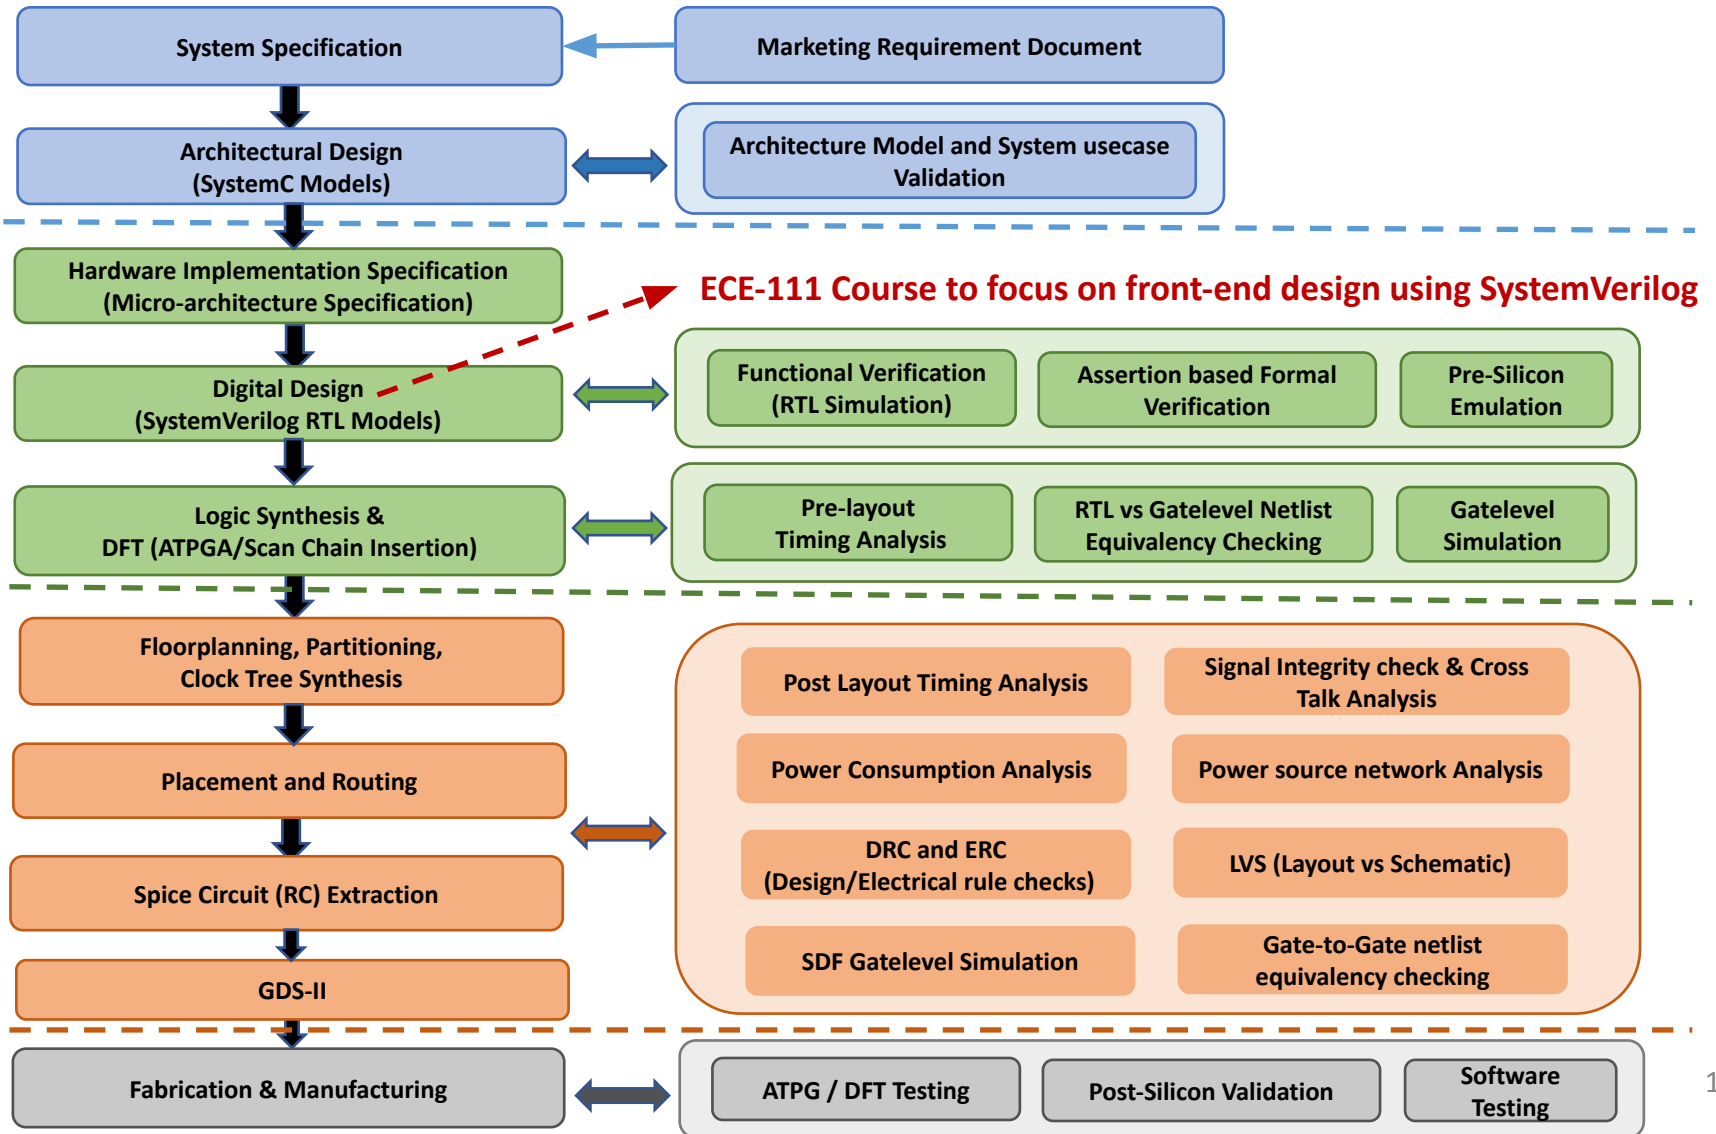 System Specification
Marketing Requirement Document
Architectural Design
(SystemC Models)
Architecture Model and System usecase
Validation
Hardware Implementation Specification
(Micro-architecture Specification)
ECE-111 Course to focus on front-end design using SystemVerilog
Digital Design
(SystemVerilog RTL Models)
Functional Verification
(RTL Simulation)
Assertion based Formal
Verification
Pre-Silicon
Emulation
Logic Synthesis &
DFT (ATPGA/Scan Chain Insertion)
Pre-layout
Timing Analysis
RTL vs Gatelevel Netlist
Equivalency Checking
Gatelevel
Simulation
Floorplanning, Partitioning,
Clock Tree Synthesis
Post Layout Timing Analysis
Signal Integrity check & Cross
Talk Analysis
Placement and Routing
Power Consumption Analysis
Power source network Analysis
Spice Circuit (RC) Extraction
DRC and ERC
(Design/Electrical rule checks)
LVS (Layout vs Schematic)
GDS-II
SDF Gatelevel Simulation
Gate-to-Gate netlist
equivalency checking
Fabrication & Manufacturing
ATPG / DFT Testing
Post-Silicon Validation
Software
Testing
1